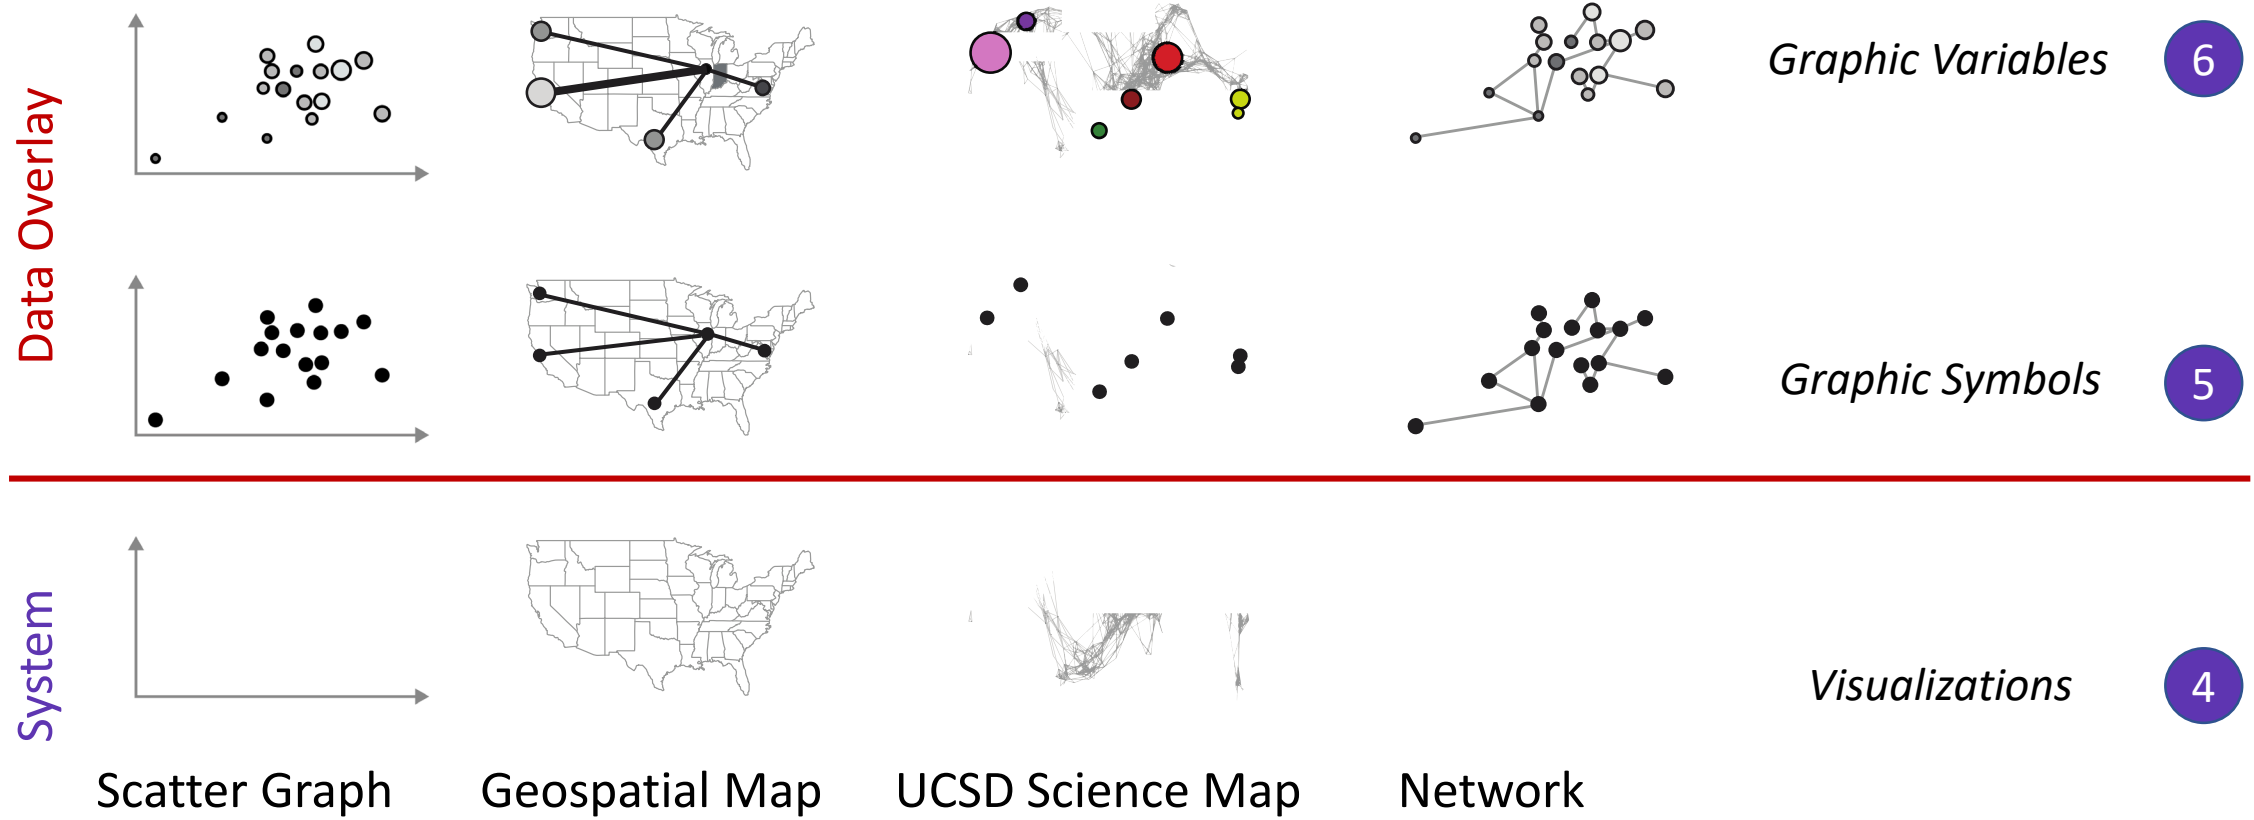 Data Overlay
Graphic Variables 6
Graphic Symbols 5
System
Visualizations 4
Scatter Graph Geospatial Map UCSD Science Map Network